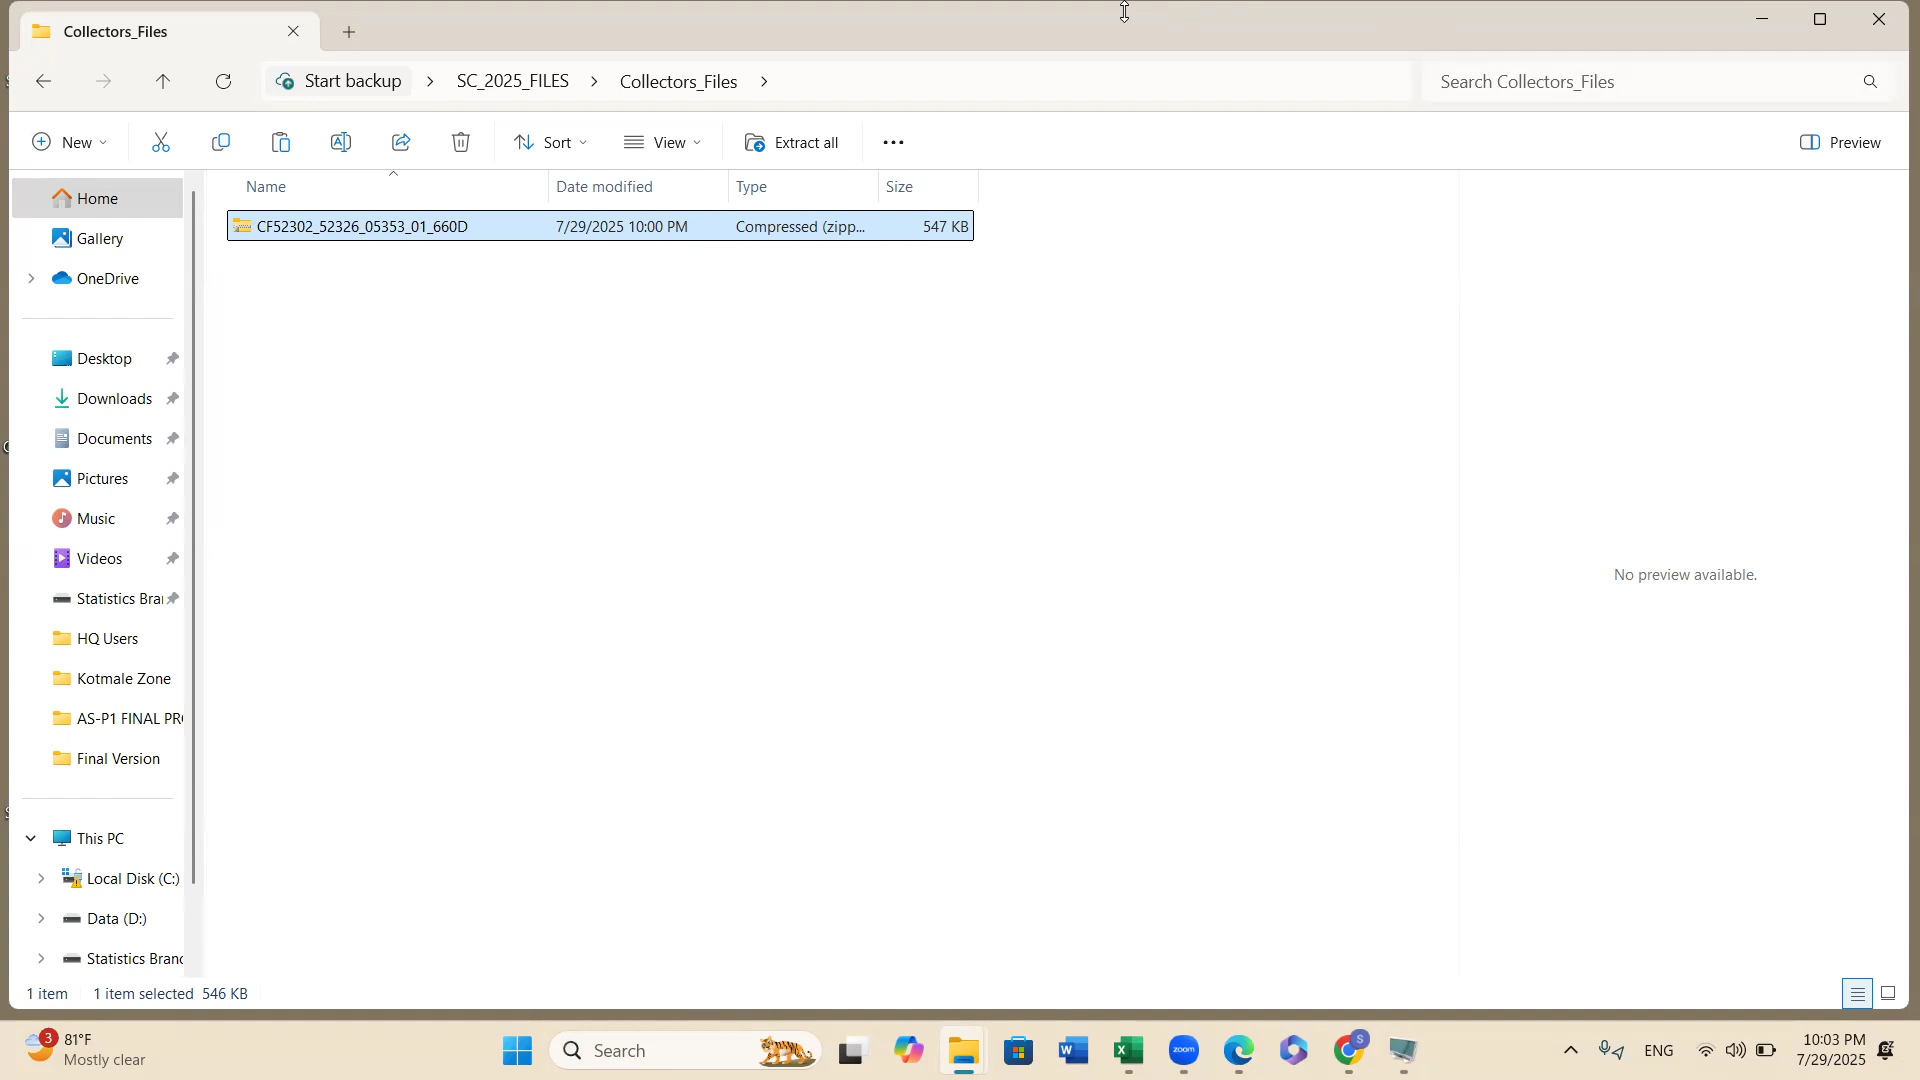 Collectors_Files
Start backup
SC_2025_FILES
Collectors_Files
Search Collectors_Files
New
Sort
View
Extract all
Preview
Name
Date modified
Type
Size
CF52302_52326_05353_01_660D
7/29/2025 10:00 PM
Compressed (zipp...
547 KB
Home
Gallery
OneDrive
Desktop
Downloads
Documents
Pictures
Music
Videos
Statistics Bra
HQ Users
Kotmale Zone
AS-P1 FINAL PR
Final Version
This PC
Local Disk (C:)
Data (D:)
Statistics Branc
No preview available.
1 item
1 item selected 546 KB
3
81°F
Mostly clear
Search
zoom
S
ENG
10:03 PM
7/29/2025